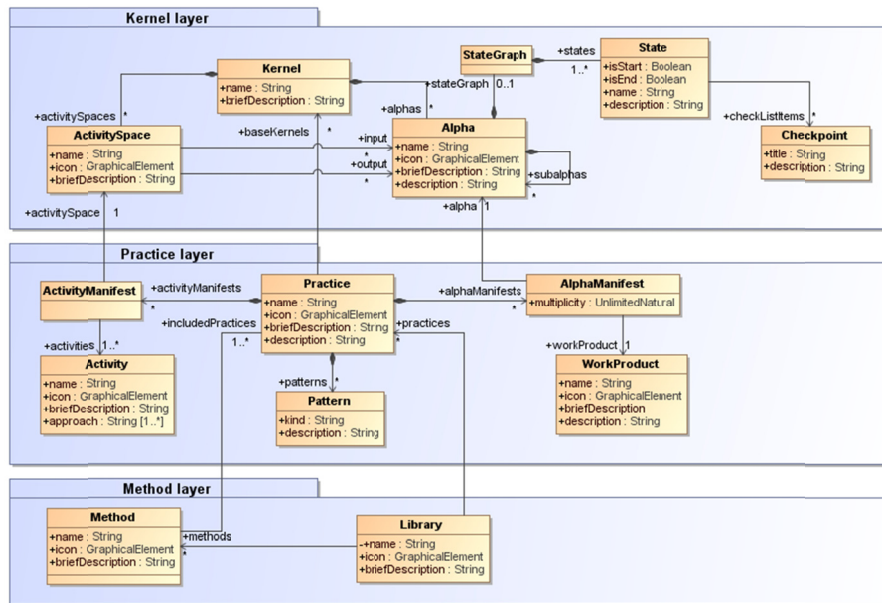 Kernel layer
Kernel
+name : String
+briefDescription : String
StateGraph
+states
1..*
State
+isStart : Boolean
+isEnd : Boolean
+name : String
+description : String
+stateGraph
0..1
+activitySpaces
*
+alphas
*
+checkListItems
*
ActivitySpace
+name : String
+icon : GraphicalElement
+briefDescription : String
+baseKernels
*
+input
*
+output
*
Alpha
+name : String
+icon : GraphicalElement
+briefDescription : String
+description : String
+subalphas
*
Checkpoint
+title : String
+description : String
+activitySpace
1
+alpha
1
Practice layer
ActivityManifest
+activityManifests
*
Practice
+name : String
+icon : GraphicalElement
+briefDescription : String
+description : String
+alphaManifests
*
AlphaManifest
+multiplicity : UnlimitedNatural
+includedPractices
1..*
+practices
*
+activities
1..*
+workProduct
1
Activity
+name : String
+icon : GraphicalElement
+briefDescription : String
+approach : String [1..*]
+patterns
*
Pattern
+kind : String
+description : String
WorkProduct
+name : String
+icon : GraphicalElement
+briefDescription
+description : String
Method layer
Method
+name : String
+icon : GraphicalElement
+briefDescription : String
+methods
*
Library
+name : String
+icon : GraphicalElement
+briefDescription : String